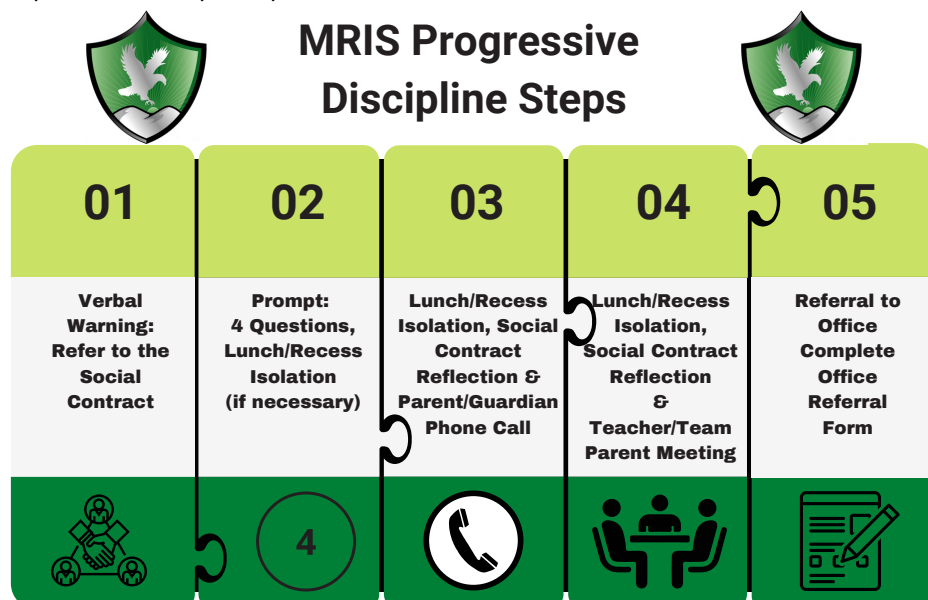 MRIS Progressive
Discipline Steps
01
Verbal
Warning:
Refer to the
Social
Contract
02
Prompt:
4 Questions,
Lunch/Recess
Isolation
(if necessary)
4
03
Lunch/Recess
Isolation, Social
Contract
Reflection &
Parent/Guardian
Phone Call
04
Lunch/Recess
Isolation,
Social Contract
Reflection
&
Teacher/Team
Parent Meeting
05
Referral to
Office
Complete
Office
Referral
Form